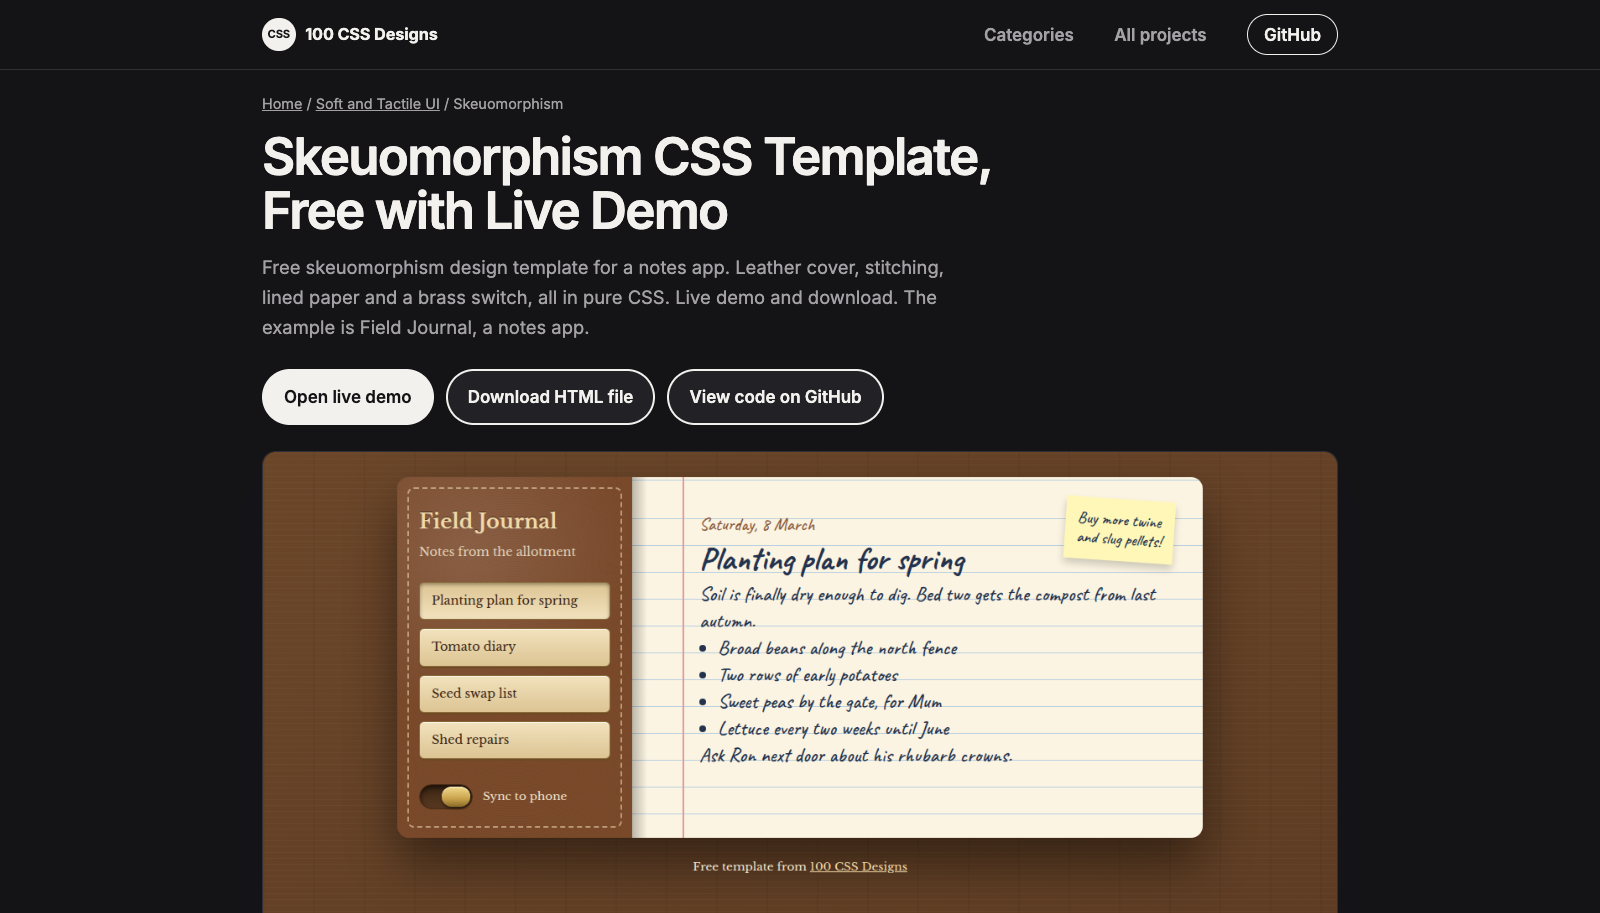 CSS 100 CSS Designs
Categories
All projects
GitHub
Home / Soft and Tactile UI / Skeuomorphism
Skeuomorphism CSS Template,
Free with Live Demo
Free skeuomorphism design template for a notes app. Leather cover, stitching,
lined paper and a brass switch, all in pure CSS. Live demo and download. The
example is Field Journal, a notes app.
Open live demo
Download HTML file
View code on GitHub
Field Journal
Notes from the allotment
Planting plan for spring
Tomato diary
Seed swap list
Shed repairs
Sync to phone
Saturday, 8 March
Planting plan for spring
Soil is finally dry enough to dig. Bed two gets the compost from last
autumn.
Broad beans along the north fence
Two rows of early potatoes
Sweet peas by the gate, for Mum
Lettuce every two weeks until June
Ask Ron next door about his rhubarb crowns.
Buy more twine
and slug pellets!
Free template from 100 CSS Designs